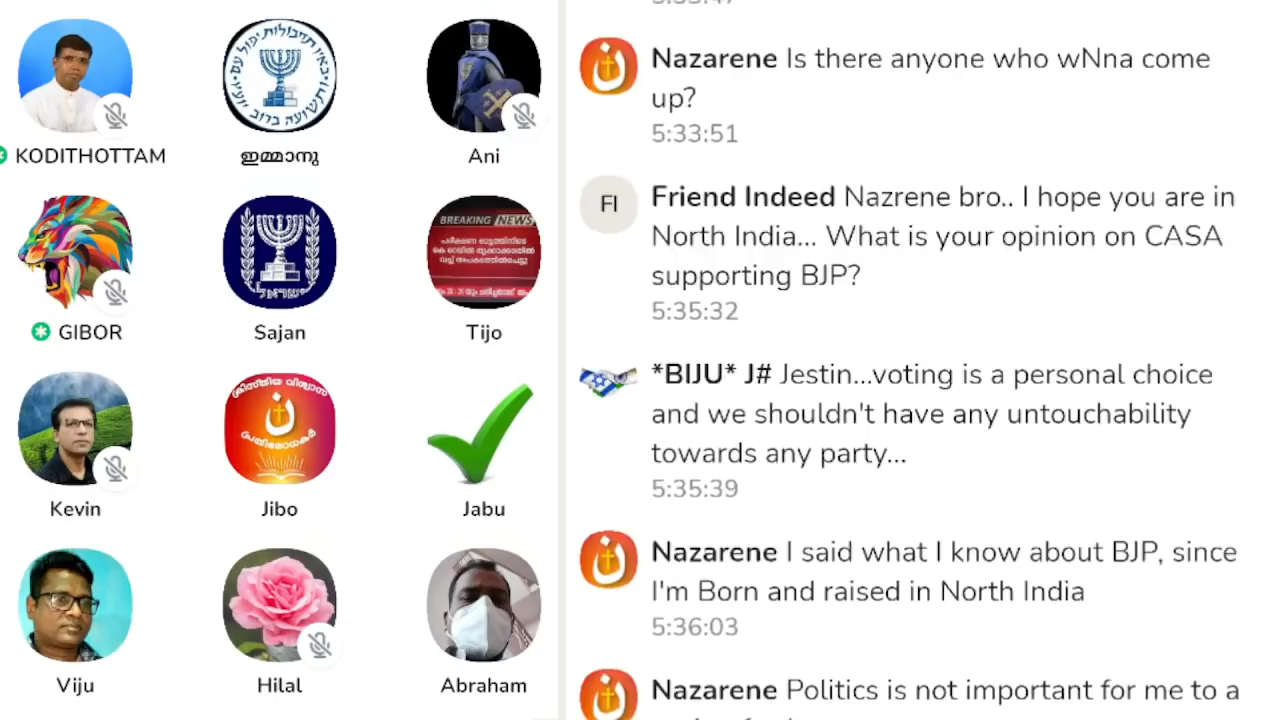 KODITHOTTAM
ഇമ്മാനു
Ani
BREAKING NEWS
GIBOR
Sajan
Tijo
ക്രിസ്തീയ വിശ്വാസ
ن
പ്രതിരോധകർ
Kevin
Jibo
Jabu
Viju
Hilal
Abraham
Nazarene Is there anyone who wNna come
up?
5:33:51
FI
Friend Indeed Nazrene bro.. I hope you are in
North India... What is your opinion on CASA
supporting BJP?
5:35:32
*BIJU* J# Jestin...voting is a personal choice
and we shouldn't have any untouchability
towards any party...
5:35:39
Nazarene I said what I know about BJP, since
I'm Born and raised in North India
5:36:03
Nazarene Politics is not important for me to a